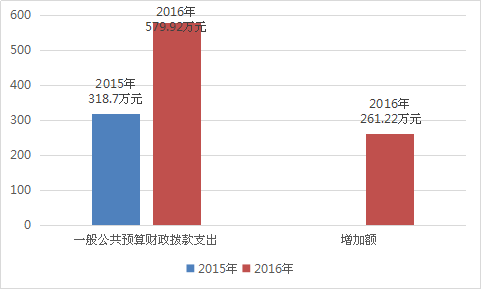 600
500
400
300
200
100
0
2015年
318.7万元
2016年
579.92万元
2016年
261.22万元
一般公共预算财政拨款支出
增加额
2015年
2016年